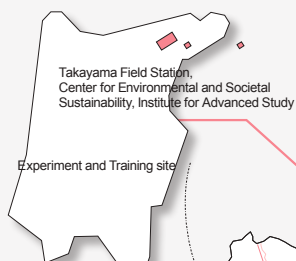 Takayama Field Station,
Center for Environmental and Societal
Sustainability, Institute for Advanced Study
Experiment and Training site